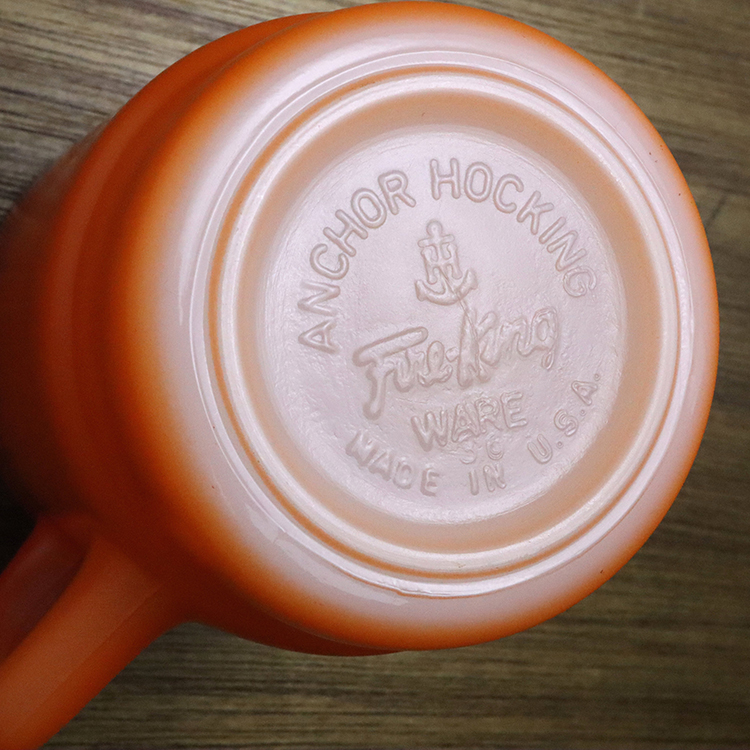 ANCHOR HOCKING
Fire-King
WARE
MADE IN U.S.A.